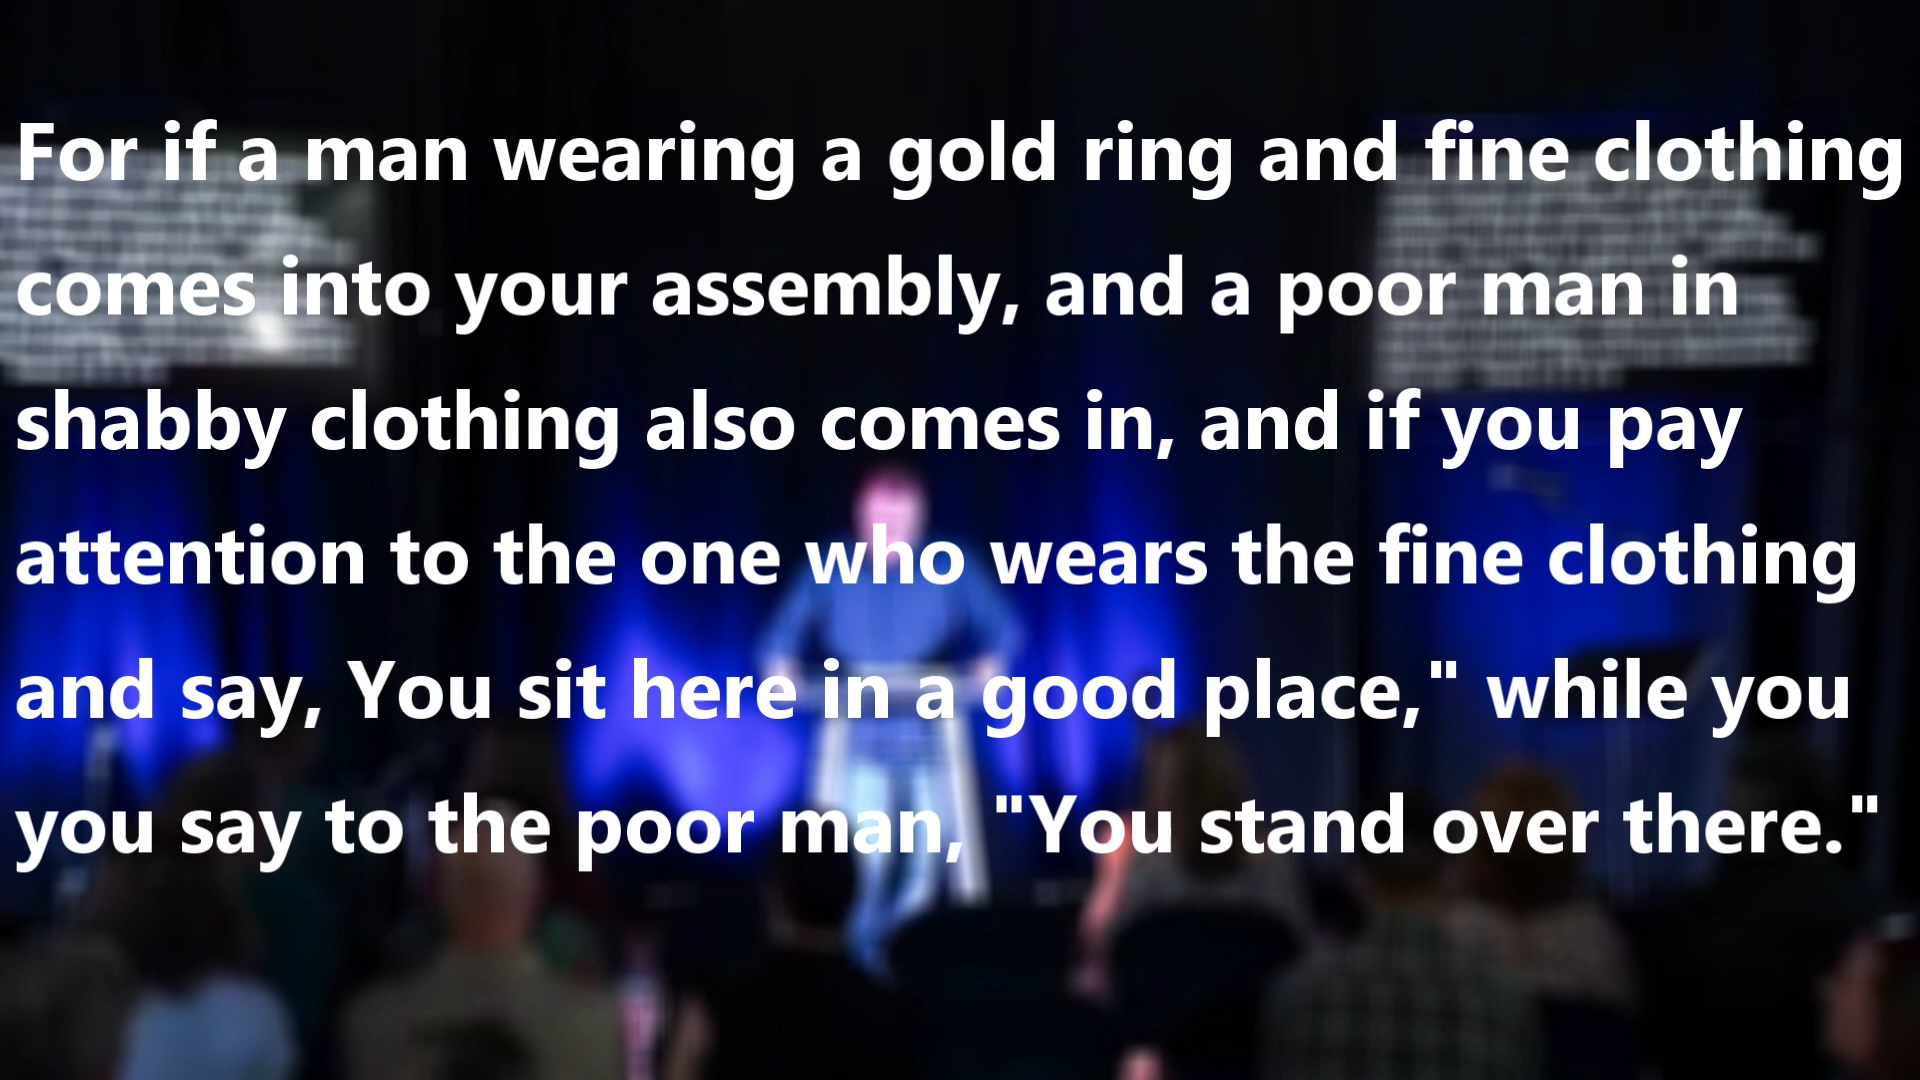 For if a man wearing a gold ring and fine clothing
comes into your assembly, and a poor man in
shabby clothing also comes in, and if you pay
attention to the one who wears the fine clothing
and say, You sit here in a good place," while you
you say to the poor man, "You stand over there."